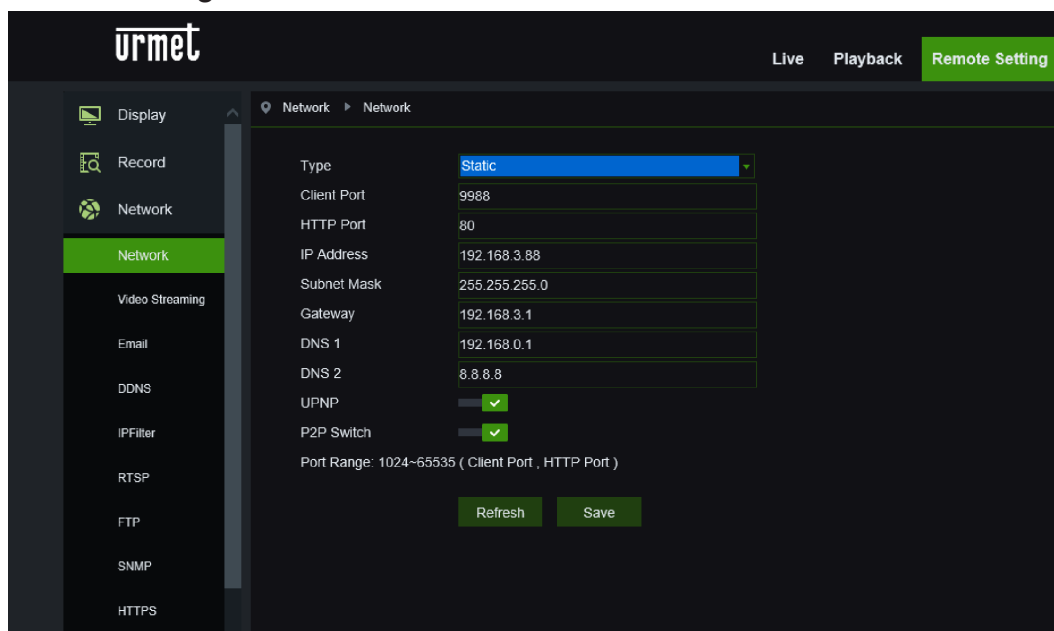 urmet
Live Playback Remote Setting
Display
Record
Network
Network
Video Streaming
Email
DDNS
IPFilter
RTSP
FTP
SNMP
HTTPS
Network Network
Type Static
Client Port 9988
HTTP Port 80
IP Address 192.168.3.88
Subnet Mask 255.255.255.0
Gateway 192.168.3.1
DNS 1 192.168.0.1
DNS 2 8.8.8.8
UPNP
P2P Switch
Port Range: 1024~65535 ( Client Port , HTTP Port )
Refresh Save